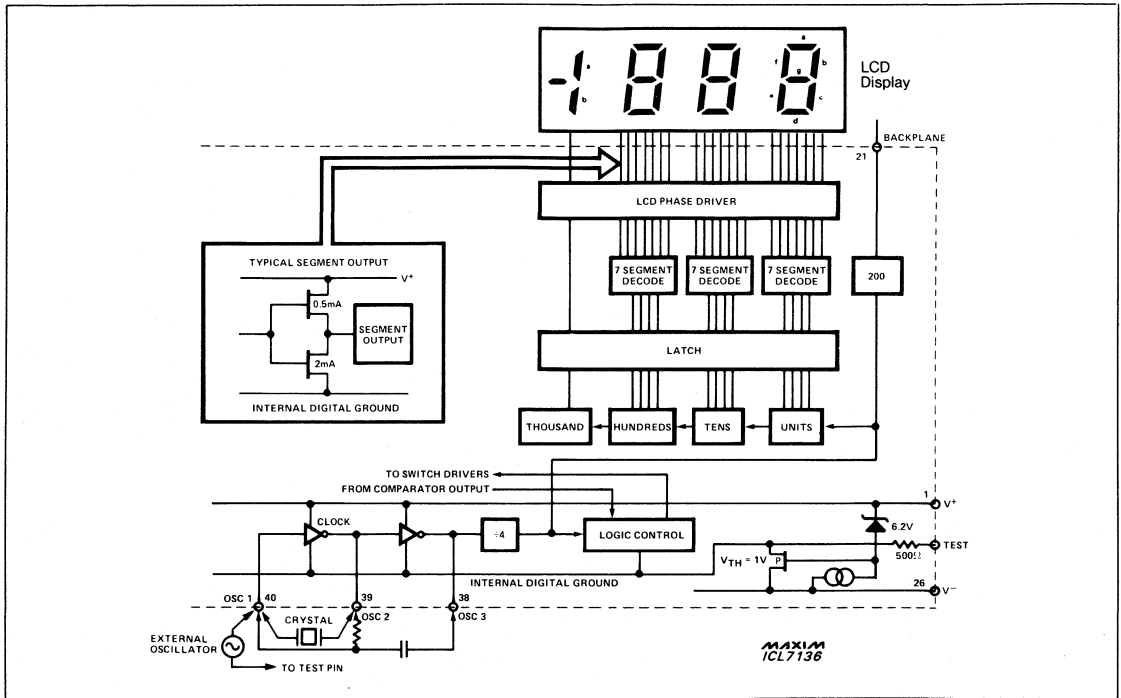 a
f
b
g
e
c
d
a
b
LCD
Display
BACKPLANE
21
LCD PHASE DRIVER
TYPICAL SEGMENT OUTPUT
V+
0.5mA
SEGMENT
OUTPUT
2mA
INTERNAL DIGITAL GROUND
7 SEGMENT
DECODE
7 SEGMENT
DECODE
7 SEGMENT
DECODE
200
LATCH
THOUSAND
HUNDREDS
TENS
UNITS
TO SWITCH DRIVERS
FROM COMPARATOR OUTPUT
1
V+
CLOCK
÷4
LOGIC CONTROL
6.2V
TEST
500Ω
VTH = 1V
P
INTERNAL DIGITAL GROUND
26
V−
OSC 1
40
39
OSC 2
38
OSC 3
CRYSTAL
EXTERNAL
OSCILLATOR
TO TEST PIN
MAXIM
ICL7136